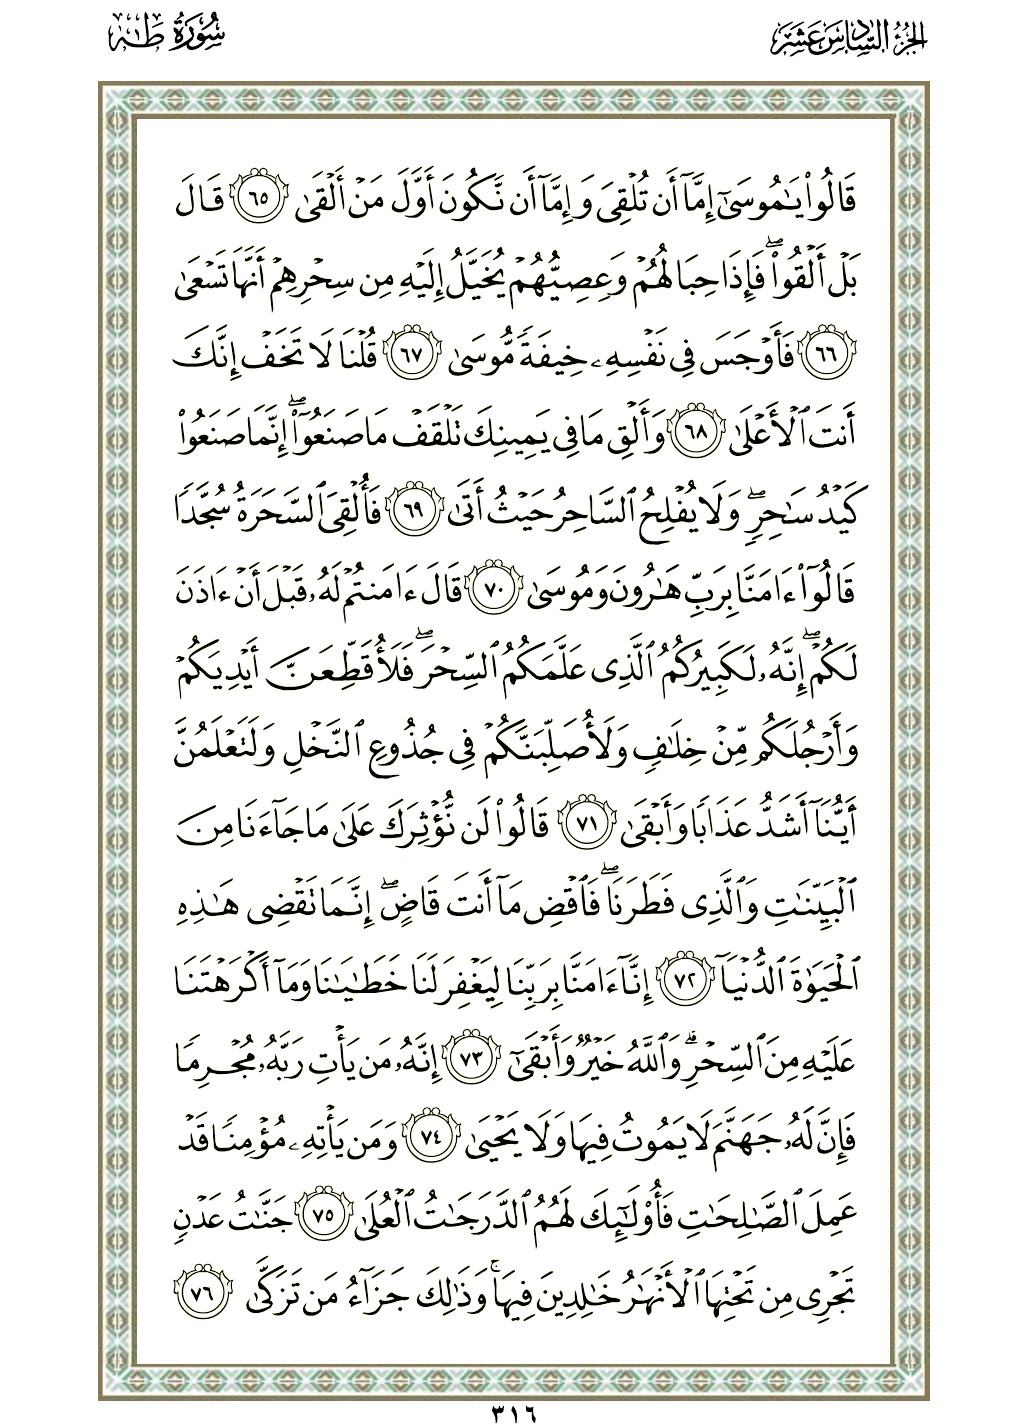 الجزء السادس عشر
سورة طه
قَالُوا۟ يَـٰمُوسَىٰٓ إِمَّآ أَن تُلْقِىَ وَإِمَّآ أَن نَّكُونَ أَوَّلَ مَنْ أَلْقَىٰ ٦٥ قَالَ
بَلْ أَلْقُوا۟ ۖ فَإِذَا حِبَالُهُمْ وَعِصِيُّهُمْ يُخَيَّلُ إِلَيْهِ مِن سِحْرِهِمْ أَنَّهَا تَسْعَىٰ
٦٦ فَأَوْجَسَ فِى نَفْسِهِۦ خِيفَةً مُّوسَىٰ ٦٧ قُلْنَا لَا تَخَفْ إِنَّكَ
أَنتَ ٱلْأَعْلَىٰ ٦٨ وَأَلْقِ مَا فِى يَمِينِكَ تَلْقَفْ مَا صَنَعُوٓا۟ ۖ إِنَّمَا صَنَعُوا۟
كَيْدُ سَـٰحِرٍ ۖ وَلَا يُفْلِحُ ٱلسَّاحِرُ حَيْثُ أَتَىٰ ٦٩ فَأُلْقِىَ ٱلسَّحَرَةُ سُجَّدًا
قَالُوٓا۟ ءَامَنَّا بِرَبِّ هَـٰرُونَ وَمُوسَىٰ ٧٠ قَالَ ءَامَنتُمْ لَهُۥ قَبْلَ أَنْ ءَاذَنَ
لَكُمْ ۖ إِنَّهُۥ لَكَبِيرُكُمُ ٱلَّذِى عَلَّمَكُمُ ٱلسِّحْرَ ۖ فَلَأُقَطِّعَنَّ أَيْدِيَكُمْ
وَأَرْجُلَكُم مِّنْ خِلَـٰفٍ وَلَأُصَلِّبَنَّكُمْ فِى جُذُوعِ ٱلنَّخْلِ وَلَتَعْلَمُنَّ
أَيُّنَآ أَشَدُّ عَذَابًا وَأَبْقَىٰ ٧١ قَالُوا۟ لَن نُّؤْثِرَكَ عَلَىٰ مَا جَآءَنَا مِنَ
ٱلْبَيِّنَـٰتِ وَٱلَّذِى فَطَرَنَا ۖ فَٱقْضِ مَآ أَنتَ قَاضٍ ۖ إِنَّمَا تَقْضِى هَـٰذِهِ
ٱلْحَيَوٰةَ ٱلدُّنْيَآ ٧٢ إِنَّآ ءَامَنَّا بِرَبِّنَا لِيَغْفِرَ لَنَا خَطَـٰيَـٰنَا وَمَآ أَكْرَهْتَنَا
عَلَيْهِ مِنَ ٱلسِّحْرِ ۗ وَٱللَّهُ خَيْرٌ وَأَبْقَىٰٓ ٧٣ إِنَّهُۥ مَن يَأْتِ رَبَّهُۥ مُجْرِمًا
فَإِنَّ لَهُۥ جَهَنَّمَ لَا يَمُوتُ فِيهَا وَلَا يَحْيَىٰ ٧٤ وَمَن يَأْتِهِۦ مُؤْمِنًا قَدْ
عَمِلَ ٱلصَّـٰلِحَـٰتِ فَأُو۟لَـٰٓئِكَ لَهُمُ ٱلدَّرَجَـٰتُ ٱلْعُلَىٰ ٧٥ جَنَّـٰتُ عَدْنٍ
تَجْرِى مِن تَحْتِهَا ٱلْأَنْهَـٰرُ خَـٰلِدِينَ فِيهَا ۚ وَذَٰلِكَ جَزَآءُ مَن تَزَكَّىٰ ٧٦
٣١٦